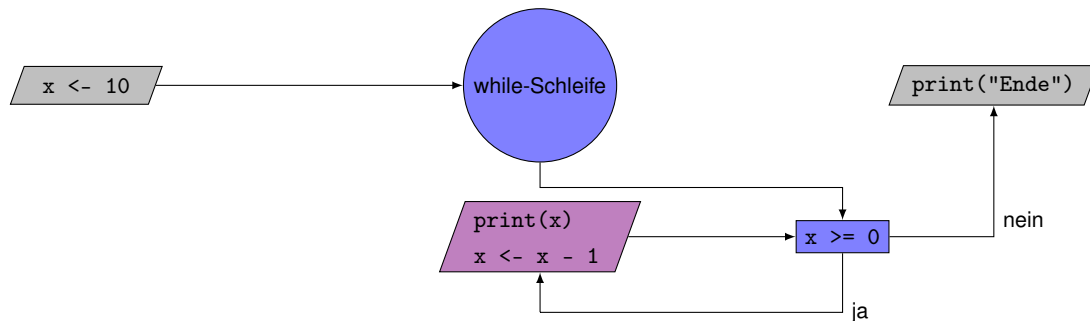 x <- 10
while-Schleife
print("Ende")
print(x)
x <- x - 1
x >= 0
nein
ja